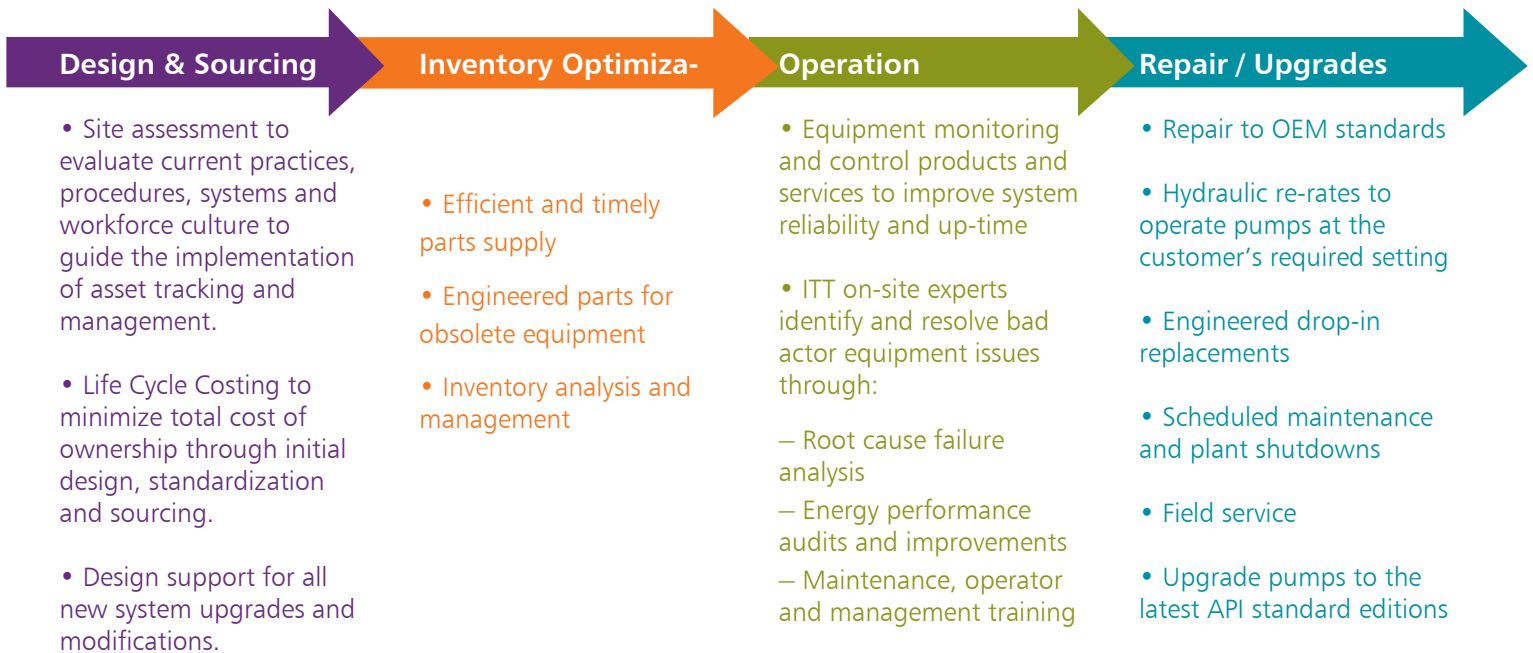 Design & Sourcing
• Site assessment to
evaluate current practices,
procedures, systems and
workforce culture to
guide the implementation
of asset tracking and
management.
• Life Cycle Costing to
minimize total cost of
ownership through initial
design, standardization
and sourcing.
• Design support for all
new system upgrades and
modifications.
Inventory Optimiza-
• Efficient and timely
parts supply
• Engineered parts for
obsolete equipment
• Inventory analysis and
management
Operation
• Equipment monitoring
and control products and
services to improve system
reliability and up-time
• ITT on-site experts
identify and resolve bad
actor equipment issues
through:
– Root cause failure
analysis
– Energy performance
audits and improvements
– Maintenance, operator
and management training
Repair / Upgrades
• Repair to OEM standards
• Hydraulic re-rates to
operate pumps at the
customer’s required setting
• Engineered drop-in
replacements
• Scheduled maintenance
and plant shutdowns
• Field service
• Upgrade pumps to the
latest API standard editions